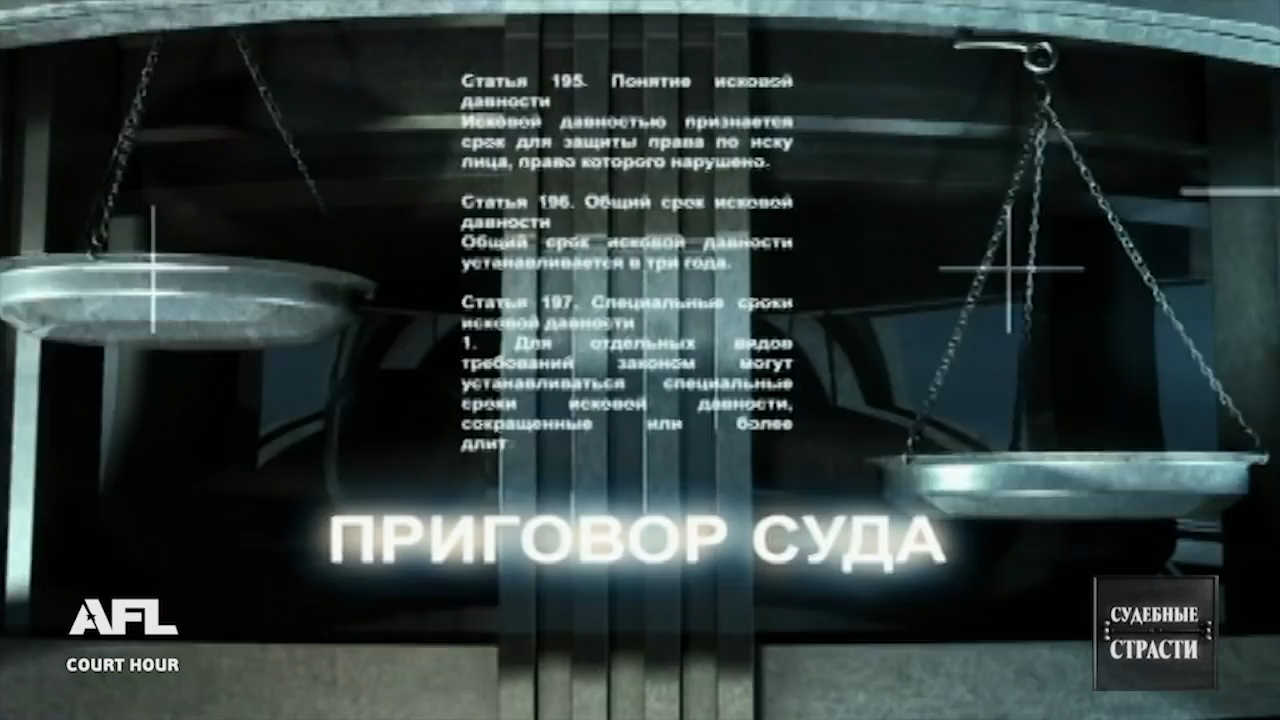 Статья 195. Понятие исковой
давности
Исковой давностью признается
срок для защиты права по иску
лица, право которого нарушено.
Статья 196. Общий срок исковой
давности
Общий срок исковой давности
устанавливается в три года.
Статья 197. Специальные сроки
исковой давности
1. Для отдельных видов
требований законом могут
устанавливаться специальные
сроки исковой давности,
сокращенные или более
длит
ПРИГОВОР СУДА
AFL
COURT HOUR
СУДЕБНЫЕ
СТРАСТИ